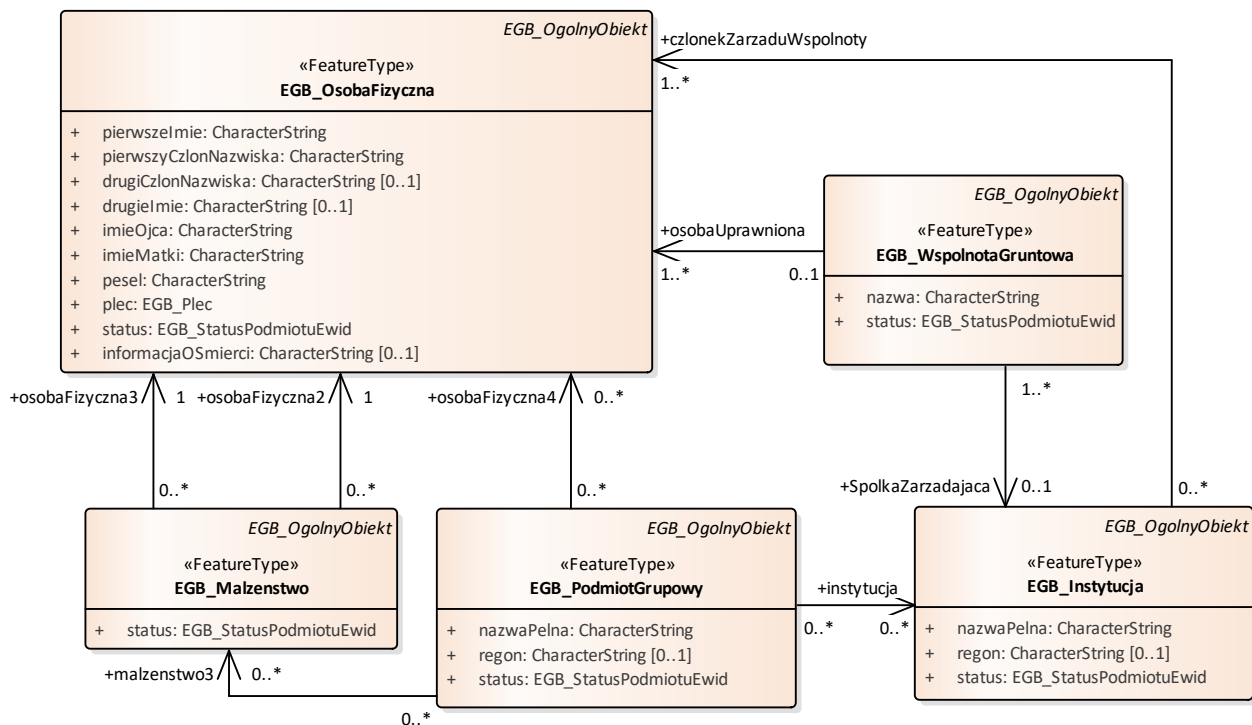 EGB_OgolnyObiekt
«FeatureType»
EGB_OsobaFizyczna
+ pierwszeImie: CharacterString
+ pierwszyCzlonNazwiska: CharacterString
+ drugiCzlonNazwiska: CharacterString [0..1]
+ drugieImie: CharacterString [0..1]
+ imieOjca: CharacterString
+ imieMatki: CharacterString
+ pesel: CharacterString
+ plec: EGB_Plec
+ status: EGB_StatusPodmiotuEwid
+ informacjaOSmierci: CharacterString [0..1]
+członekZarzaduWspolnoty
1..*
EGB_OgolnyObiekt
«FeatureType»
EGB_WspolnotaGruntowa
+ nazwa: CharacterString
+ status: EGB_StatusPodmiotuEwid
+osobaUprawniona
1..* 0..1
+osobaFizyczna3 1 +osobaFizyczna2 1 +osobaFizyczna4 0..*
1..*
0..* 0..* 0..* +SpolkaZarzadajaca 0..1 0..*
EGB_OgolnyObiekt
«FeatureType»
EGB_Malzenstwo
+ status: EGB_StatusPodmiotuEwid
EGB_OgolnyObiekt
«FeatureType»
EGB_PodmiotGrupowy
+ nazwaPelna: CharacterString
+ regon: CharacterString [0..1]
+ status: EGB_StatusPodmiotuEwid
+instytucja
0..* 0..*
EGB_OgolnyObiekt
«FeatureType»
EGB_Instytucja
+ nazwaPelna: CharacterString
+ regon: CharacterString [0..1]
+ status: EGB_StatusPodmiotuEwid
+malzenstwo3 0..*
0..*